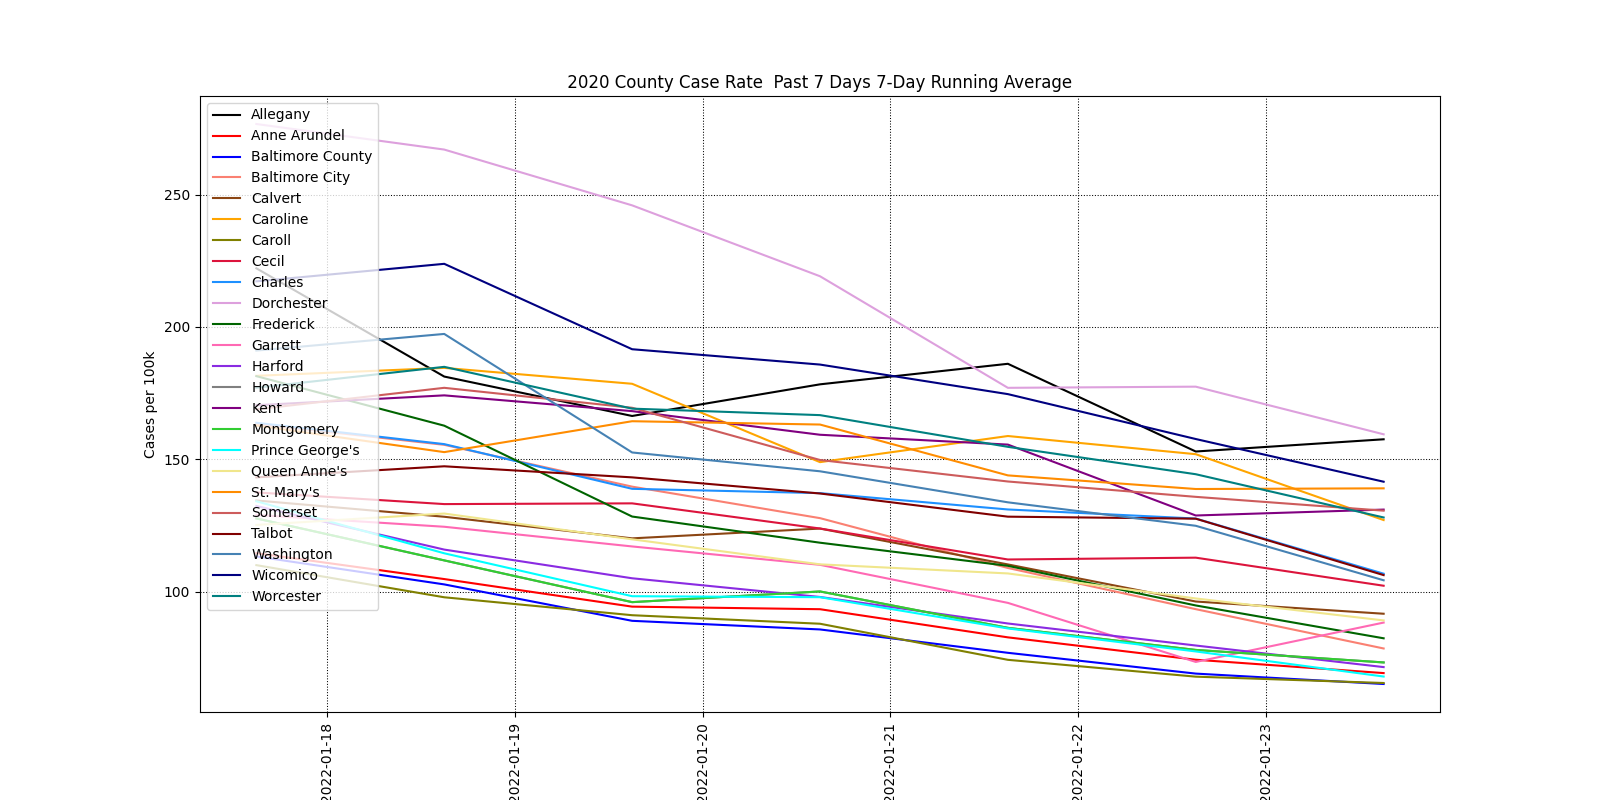 2020 County Case Rate  Past 7 Days 7-Day Running Average
Cases per 100k
250
200
150
100
Allegany
Anne Arundel
Baltimore County
Baltimore City
Calvert
Caroline
Caroll
Cecil
Charles
Dorchester
Frederick
Garrett
Harford
Howard
Kent
Montgomery
Prince George's
Queen Anne's
St. Mary's
Somerset
Talbot
Washington
Wicomico
Worcester
2022-01-18
2022-01-19
2022-01-20
2022-01-21
2022-01-22
2022-01-23